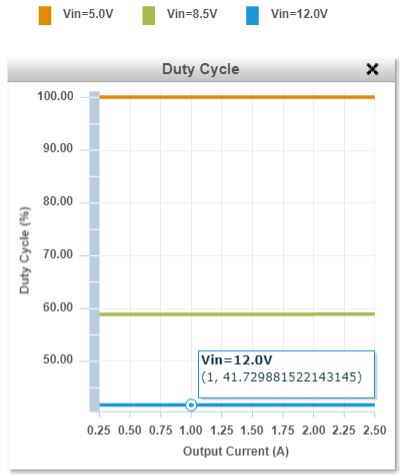 Vin=5.0V Vin=8.5V Vin=12.0V
Duty Cycle
100.00
90.00
80.00
70.00
60.00
50.00
Duty Cycle (%)
Vin=12.0V
(1, 41.729881522143145)
0.25 0.50 0.75 1.00 1.25 1.50 1.75 2.00 2.25 2.50
Output Current (A)